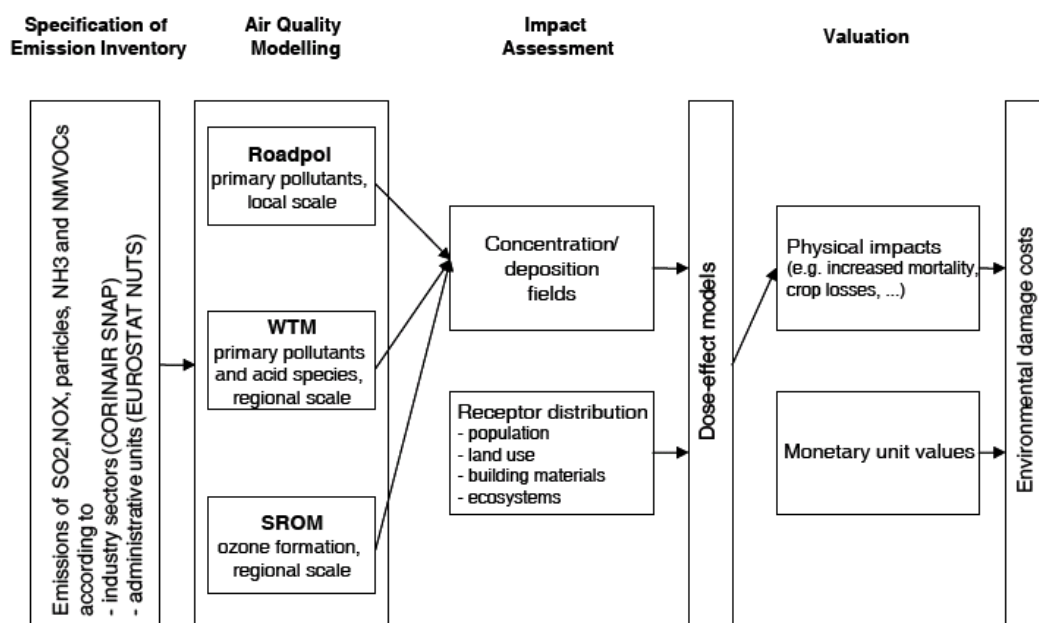 Specification of
Emission Inventory
Air Quality
Modelling
Impact
Assessment
Valuation
Emissions of SO2,NOX, particles, NH3 and NMVOCs
according to
- industry sectors (CORINAIR SNAP)
- administrative units (EUROSTAT NUTS)
Roadpol
primary pollutants,
local scale
WTM
primary pollutants
and acid species,
regional scale
SROM
ozone formation,
regional scale
Concentration/
deposition
fields
Receptor distribution
- population
- land use
- building materials
- ecosystems
Dose-effect models
Physical impacts
(e.g. increased mortality,
crop losses, ...)
Monetary unit values
Environmental damage costs